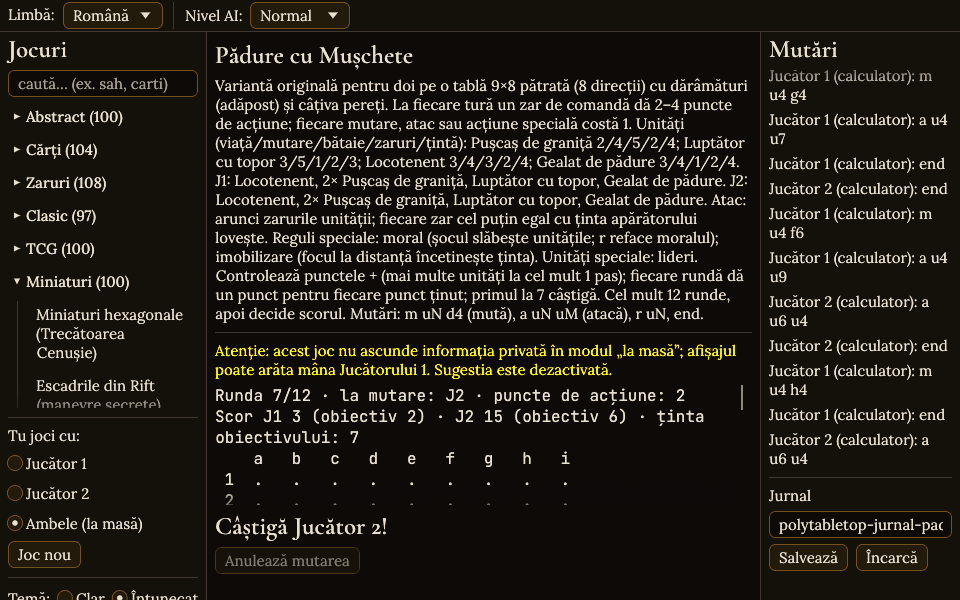 Limbă: Română ▼ Nivel AI: Normal ▼
Jocuri
caută... (ex. sah, carti)
▸ Abstract (100)
▸ Cărți (104)
▸ Zaruri (108)
▸ Clasic (97)
▸ TCG (100)
▾ Miniaturi (100)
Miniaturi hexagonale
(Trecătoarea
Cenușie)
Escadrile din Rift
(manevre secrete)
Tu joci cu:
Jucător 1
Jucător 2
Ambele (la masă)
Joc nou
Temă: Clar Întunecat
Pădure cu Mușchete
Variantă originală pentru doi pe o tablă 9×8 pătrată (8 direcții) cu dărâmături
(adăpost) și câțiva pereți. La fiecare tură un zar de comandă dă 2–4 puncte
de acțiune; fiecare mutare, atac sau acțiune specială costă 1. Unități
(viață/mutare/bătaie/zaruri/țintă): Pușcaș de graniță 2/4/5/2/4; Luptător
cu topor 3/5/1/2/3; Locotenent 3/4/3/2/4; Gealat de pădure 3/4/1/2/4.
J1: Locotenent, 2× Pușcaș de graniță, Luptător cu topor, Gealat de pădure. J2:
Locotenent, 2× Pușcaș de graniță, Luptător cu topor, Gealat de pădure. Atac:
arunci zarurile unității; fiecare zar cel puțin egal cu ținta apărătorului
lovește. Reguli speciale: moral (șocul slăbește unitățile; r reface moralul);
imobilizare (focul la distanță încetinește ținta). Unități speciale: lideri.
Controlează punctele + (mai multe unități la cel mult 1 pas); fiecare rundă dă
un punct pentru fiecare punct ținut; primul la 7 câștigă. Cel mult 12 runde,
apoi decide scorul. Mutări: m uN d4 (mută), a uN uM (atacă), r uN, end.
Atenție: acest joc nu ascunde informația privată în modul „la masă”; afișajul
poate arăta mâna Jucătorului 1. Sugestia este dezactivată.
Runda 7/12 · la mutare: J2 · puncte de acțiune: 2
Scor J1 3 (obiectiv 2) · J2 15 (obiectiv 6) · ținta
obiectivului: 7
a b c d e f g h i
1 . . . . . . . . .
2 . . . . . . . . .
Câștigă Jucător 2!
Anulează mutarea
Mutări
Jucător 1 (calculator): m
u4 g4
Jucător 1 (calculator): a u4
u7
Jucător 1 (calculator): end
Jucător 2 (calculator): end
Jucător 1 (calculator): m
u4 f6
Jucător 1 (calculator): a u4
u9
Jucător 2 (calculator): a
u6 u4
Jucător 2 (calculator): end
Jucător 1 (calculator): m
u4 h4
Jucător 1 (calculator): end
Jucător 2 (calculator): a
u6 u4
Jurnal
polytabletop-jurnal-pad
Salvează Încarcă